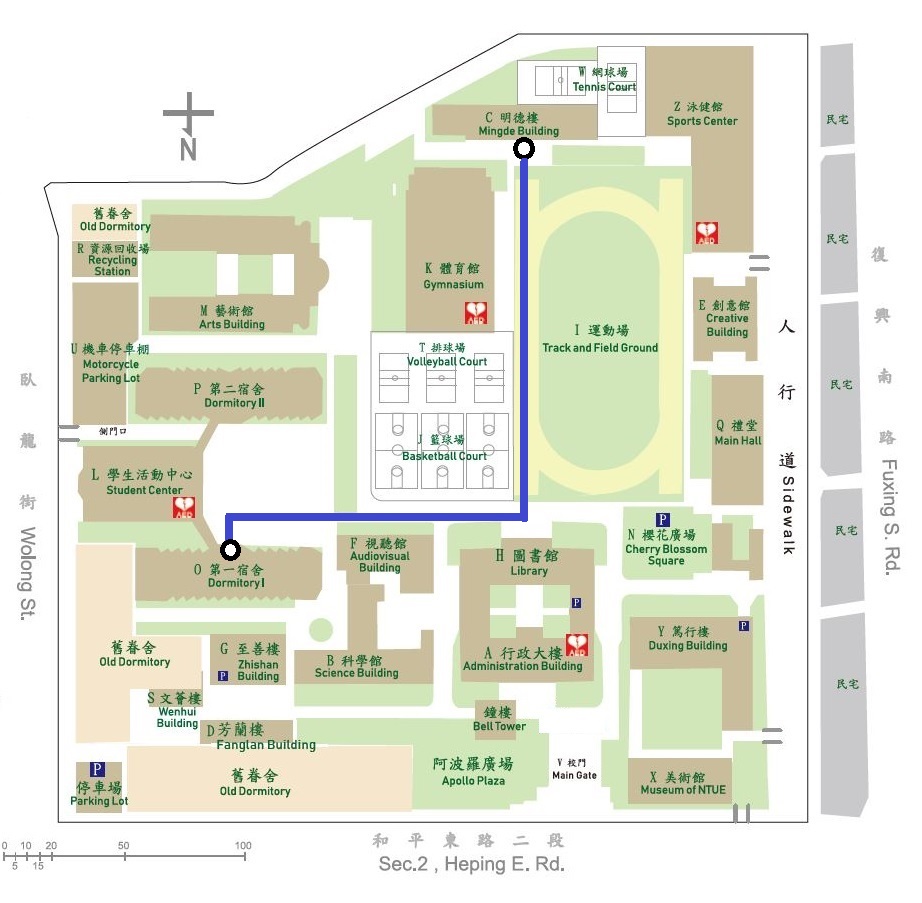 W 網球場
Tennis Court
C 明德樓
Mingde Building
Z 泳健館
Sports Center
民宅
N
舊眷舍
Old Dormitory
R 資源回收場
Recycling
Station
K 體育館
Gymnasium
AED
AED
民宅
復興南路
Fuxing S. Rd.
M 藝術館
Arts Building
E 創意館
Creative
Building
人行道 Sidewalk
I 運動場
Track and Field Ground
U 機車停車棚
Motorcycle
Parking Lot
T 排球場
Volleyball Court
P 第二宿舍
Dormitory II
民宅
臥龍街
Wolong St.
側門口
J 籃球場
Basketball Court
Q 禮堂
Main Hall
L 學生活動中心
Student Center
AED
P
N 櫻花廣場
Cherry Blossom
Square
民宅
F 視聽館
Audiovisual
Building
H 圖書館
Library
O 第一宿舍
Dormitory I
P
舊眷舍
Old Dormitory
G 至善樓
Zhishan
Building
P
B 科學館
Science Building
A 行政大樓
Administration Building
AED
Y 篤行樓
Duxing Building
P
民宅
S 文薈樓
Wenhui
Building
D 芳蘭樓
Fanglan Building
鐘樓
Bell Tower
P
停車場
Parking Lot
舊眷舍
Old Dormitory
阿波羅廣場
Apollo Plaza
V 校門
Main Gate
X 美術館
Museum of NTUE
和平東路二段
Sec.2 , Heping E. Rd.
0 10 20 50 100
5 15